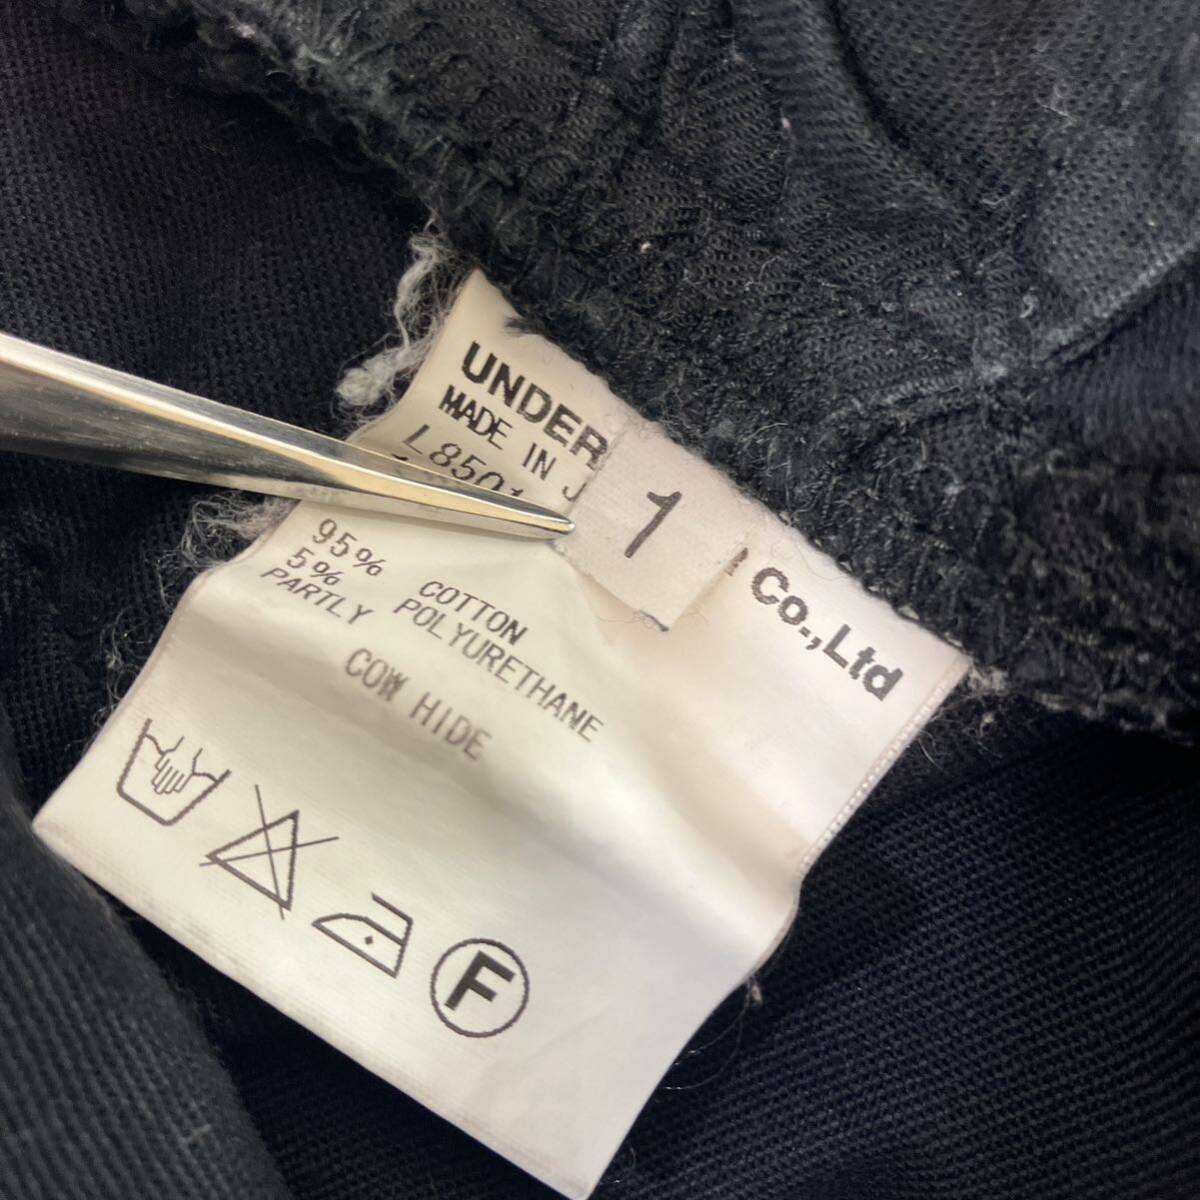 UNDER
MADE IN J
L850
1
Co.,Ltd
95% COTTON
5% POLYURETHANE
PARTLY
COW HIDE
F